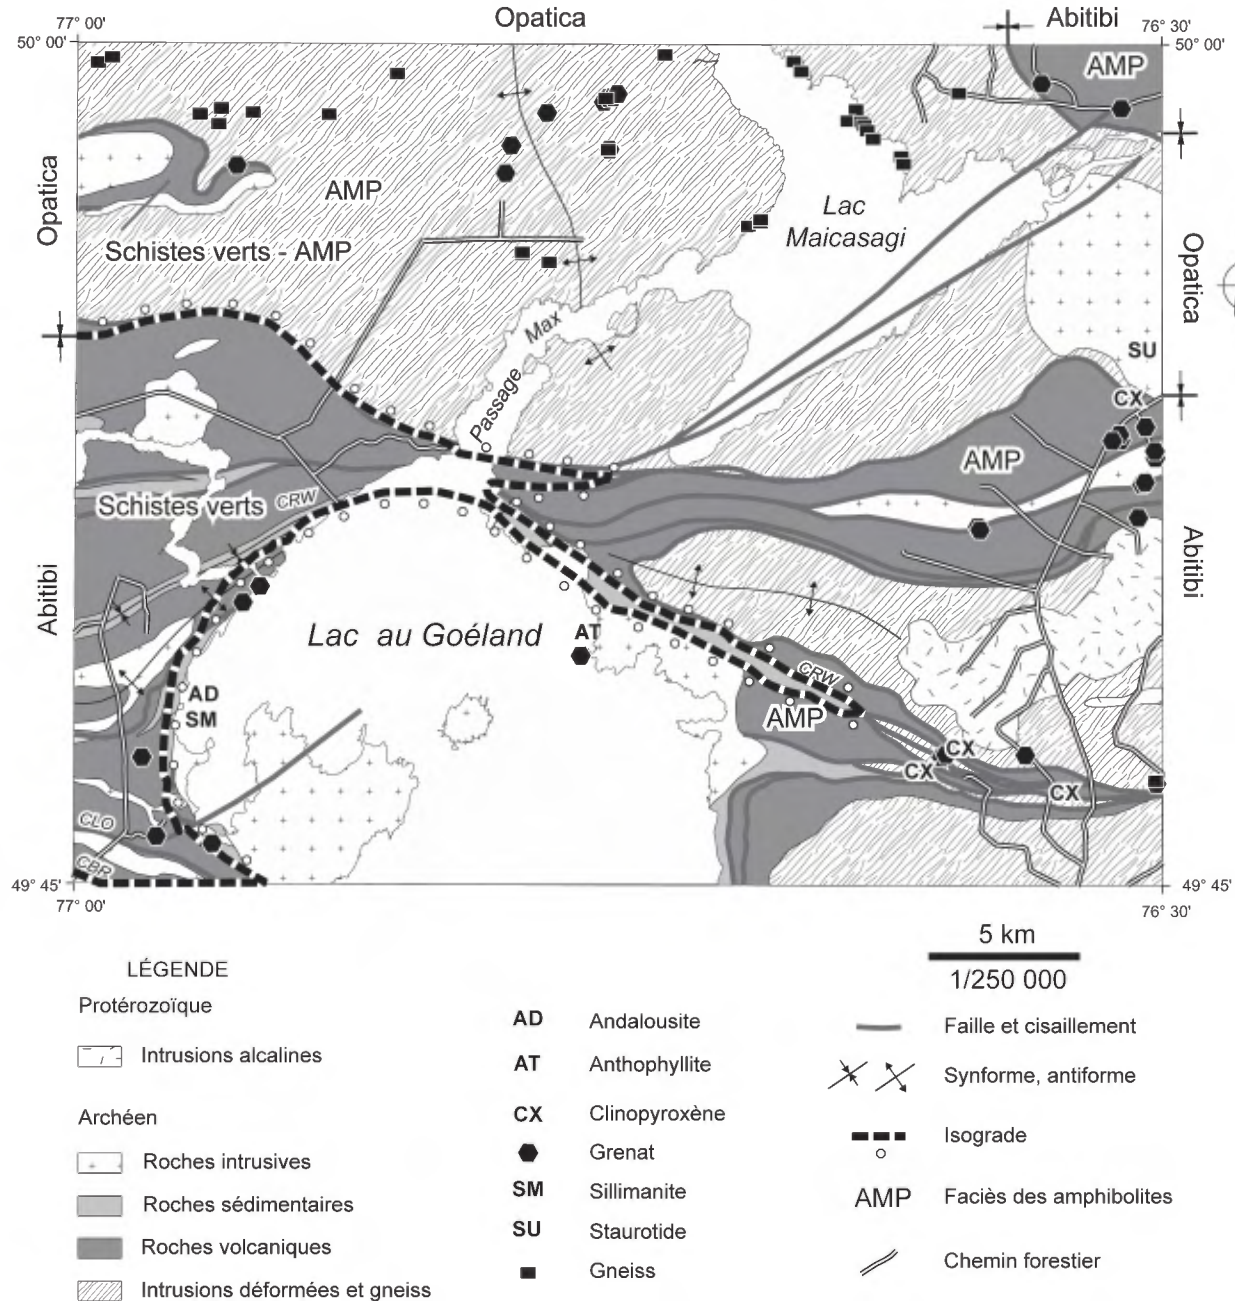 77° 00'
Opatica
Abitibi
76° 30'
50° 00'
50° 00'
AMP
Opatica
AMP
Lac
Maicasagi
Schistes verts - AMP
Opatica
Max
Passage
SU
CX
AMP
Schistes verts
CRW
Abitibi
Abitibi
Lac au Goéland
AT
CRW
AD
SM
AMP
CX
CX
CX
CLO
CBR
49° 45'
49° 45'
77° 00'
76° 30'
5 km
1/250 000
LÉGENDE
Protérozoïque
Intrusions alcalines
Archéen
Roches intrusives
Roches sédimentaires
Roches volcaniques
Intrusions déformées et gneiss
AD Andalousite
AT Anthophyllite
CX Clinopyroxène
Grenat
SM Sillimanite
SU Staurotide
Gneiss
Faille et cisaillement
Synforme, antiforme
Isograde
AMP Faciès des amphibolites
Chemin forestier